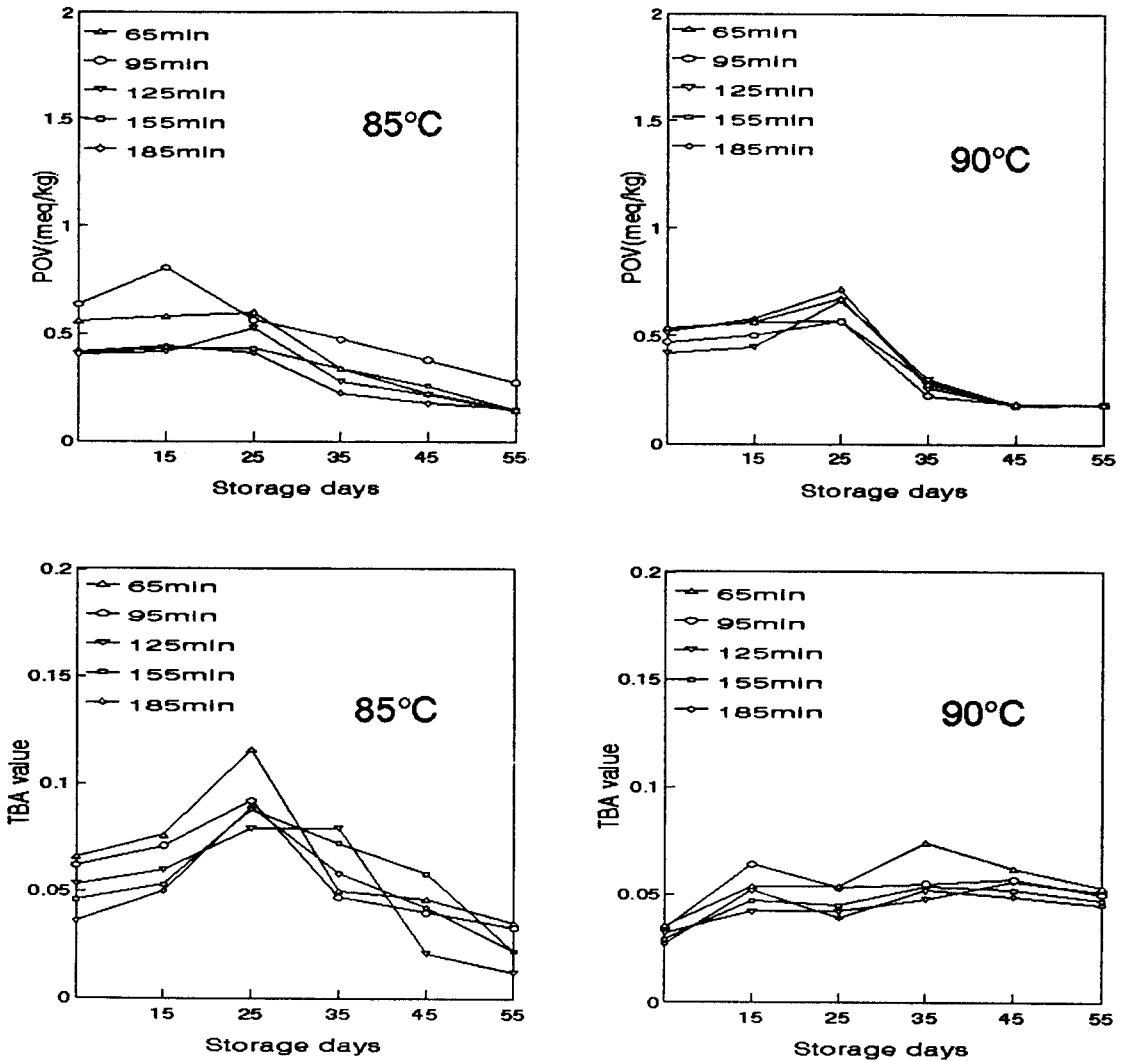 2
65min
95min
125min
155min
185min
85°C
1.5
1
0.5
0
POV(meq/kg)
15 25 35 45 55
Storage days
2
65min
95min
125min
155min
185min
90°C
1.5
1
0.5
0
POV(meq/kg)
15 25 35 45 55
Storage days
0.2
65min
95min
125min
155min
185min
85°C
0.15
0.1
0.05
0
TBA value
15 25 35 45 55
Storage days
0.2
65min
95min
125min
155min
185min
90°C
0.15
0.1
0.05
0
TBA value
15 25 35 45 55
Storage days